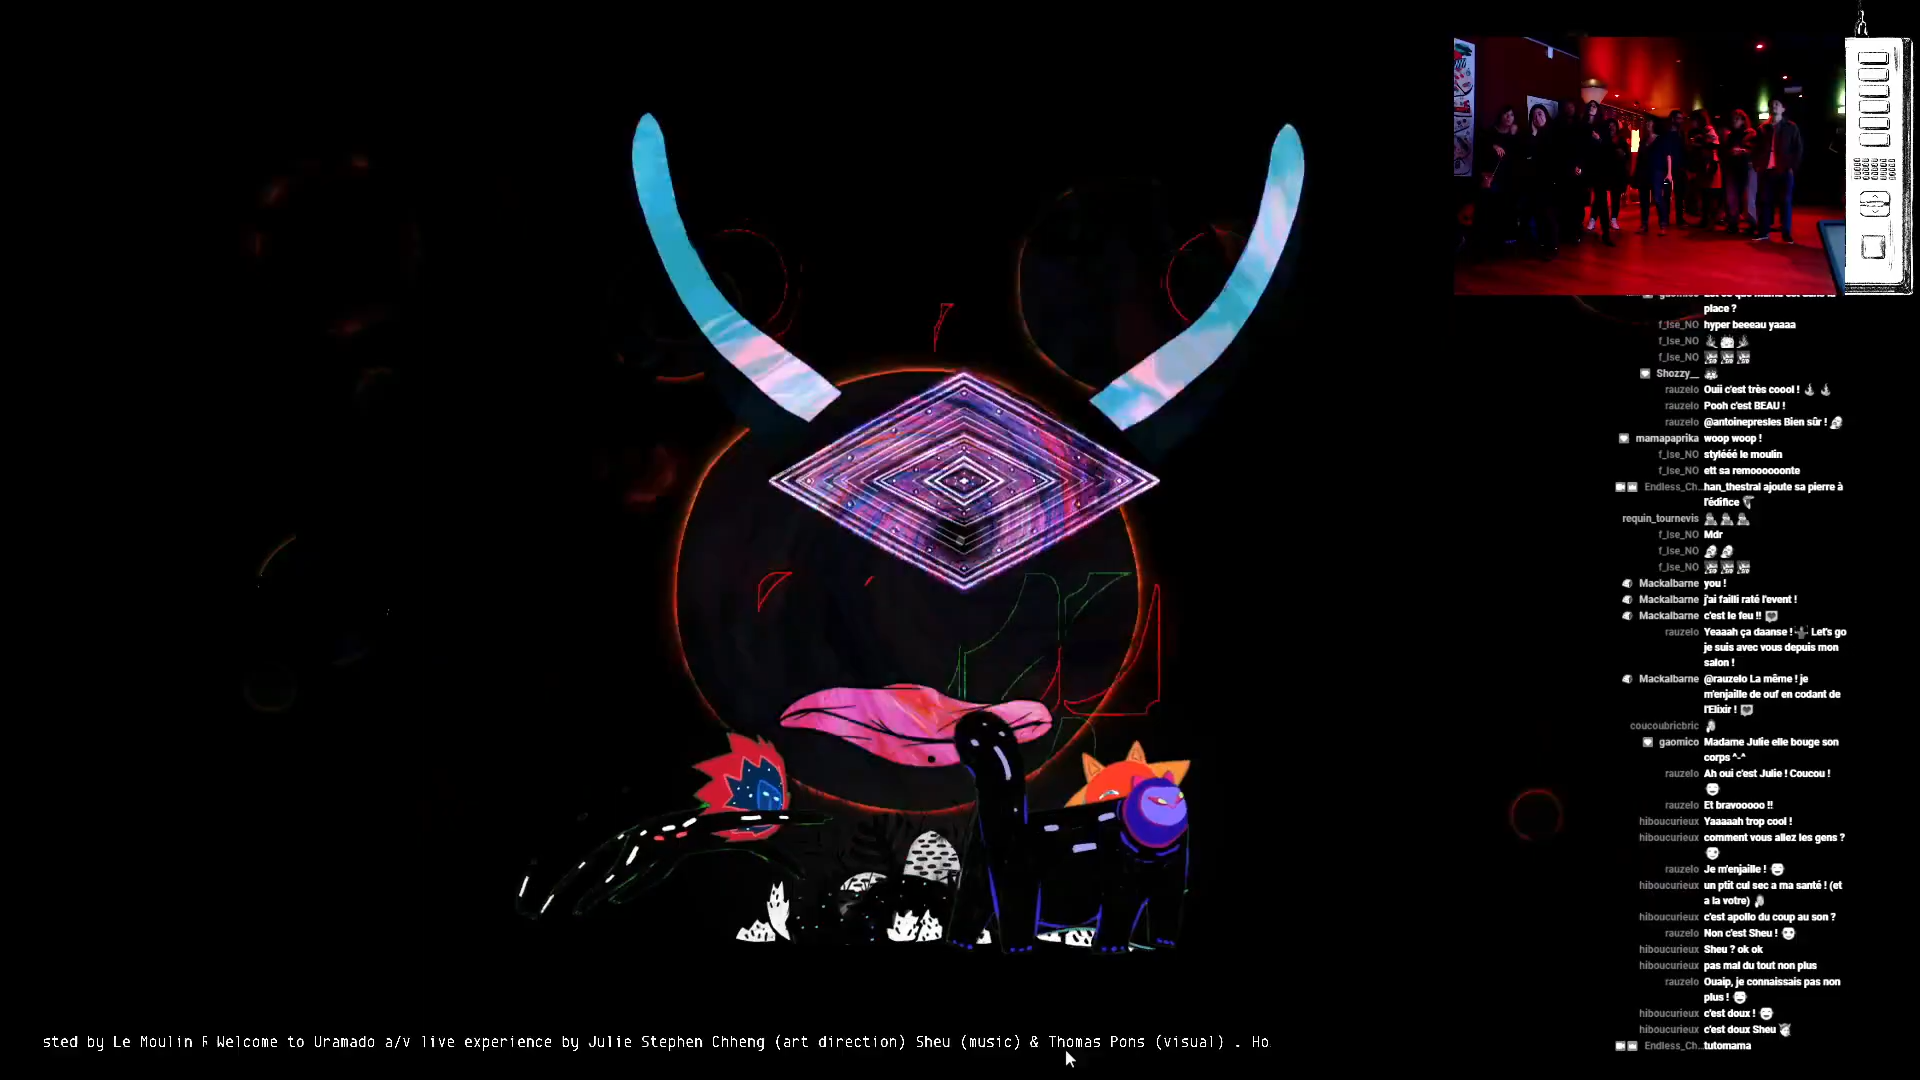 place ?
f_lse_NO hyper beeeau yaaaa
f_lse_NO
f_lse_NO
Shozzy__
rauzelo Ouii c'est très coool !
rauzelo Pooh c'est BEAU !
rauzelo @antoinepresles Bien sûr !
mamapaprika woop woop !
f_lse_NO stylééé le moulin
f_lse_NO ett sa remoooooonte
Endless_Ch...han_thestral ajoute sa pierre à
l'édifice
requin_tournevis
f_lse_NO Mdr
f_lse_NO
f_lse_NO
Mackalbarne you !
Mackalbarne j'ai failli raté l'event !
Mackalbarne c'est le feu !!
rauzelo Yeaaah ça daanse ! Let's go
je suis avec vous depuis mon
salon !
Mackalbarne @rauzelo La même ! je
m'enjaille de ouf en codant de
l'Elixir !
coucoubricbric
gaomico Madame Julie elle bouge son
corps ^-^
rauzelo Ah oui c'est Julie ! Coucou !
rauzelo Et bravooooo !!
hiboucurieux Yaaaaah trop cool !
hiboucurieux comment vous allez les gens ?
rauzelo Je m'enjaille !
hiboucurieux un ptit cul sec a ma santé ! (et
a la votre)
hiboucurieux c'est apollo du coup au son ?
rauzelo Non c'est Sheu !
hiboucurieux Sheu ? ok ok
hiboucurieux pas mal du tout non plus
rauzelo Ouaip, je connaissais pas non
plus !
hiboucurieux c'est doux !
hiboucurieux c'est doux Sheu
Endless_Ch...tutomama
sted by Le Moulin R Welcome to Uramado a/v live experience by Julie Stephen Chheng (art direction) Sheu (music) & Thomas Pons (visual) . Ho